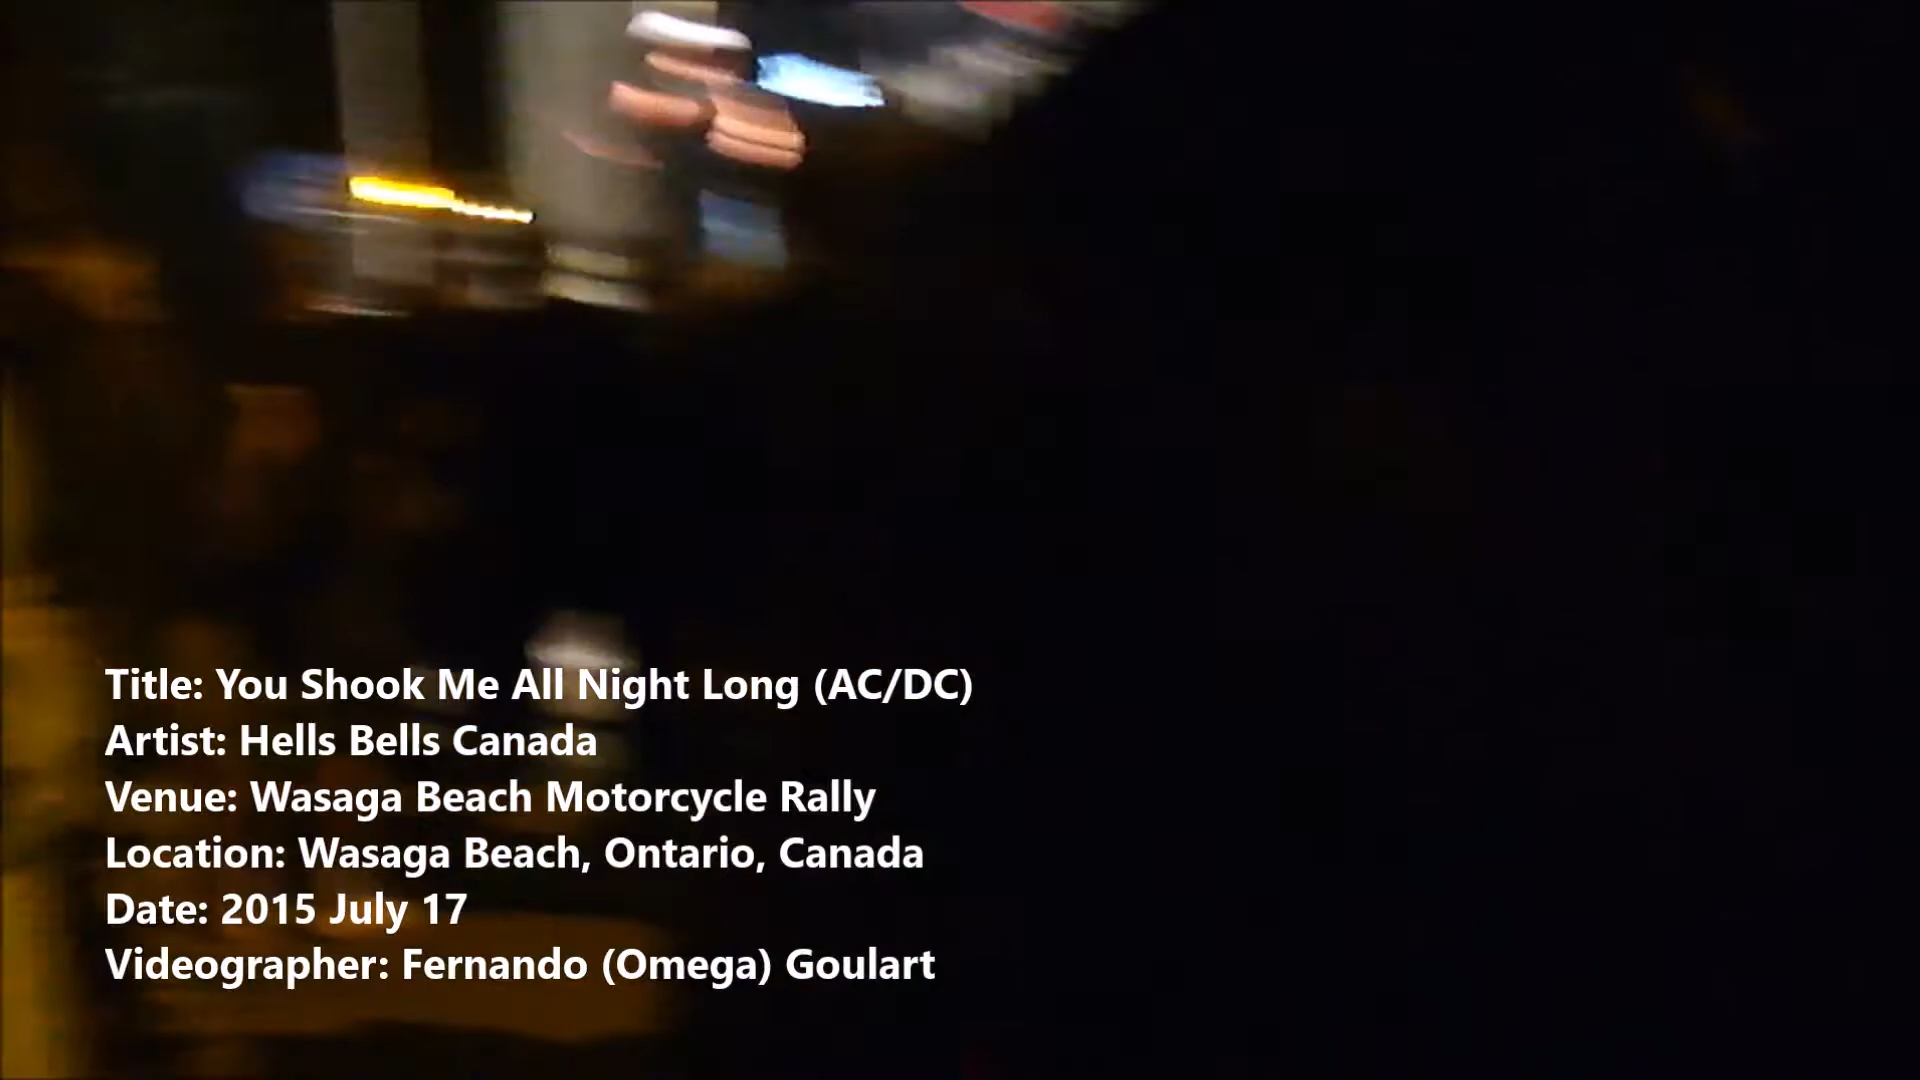 Title: You Shook Me All Night Long (AC/DC)
Artist: Hells Bells Canada
Venue: Wasaga Beach Motorcycle Rally
Location: Wasaga Beach, Ontario, Canada
Date: 2015 July 17
Videographer: Fernando (Omega) Goulart